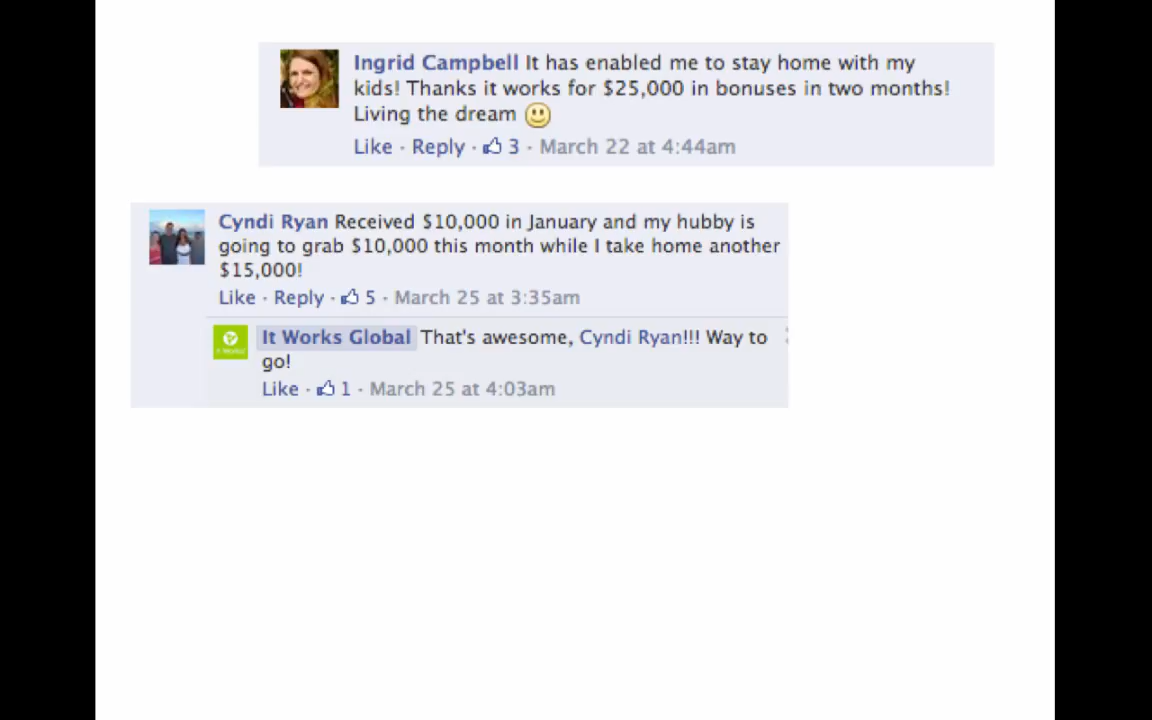 Ingrid Campbell It has enabled me to stay home with my
kids! Thanks it works for $25,000 in bonuses in two months!
Living the dream
Like · Reply · 3 · March 22 at 4:44am
Cyndi Ryan Received $10,000 in January and my hubby is
going to grab $10,000 this month while I take home another
$15,000!
Like · Reply · 5 · March 25 at 3:35am
It Works Global That's awesome, Cyndi Ryan!!! Way to
go!
Like · 1 · March 25 at 4:03am